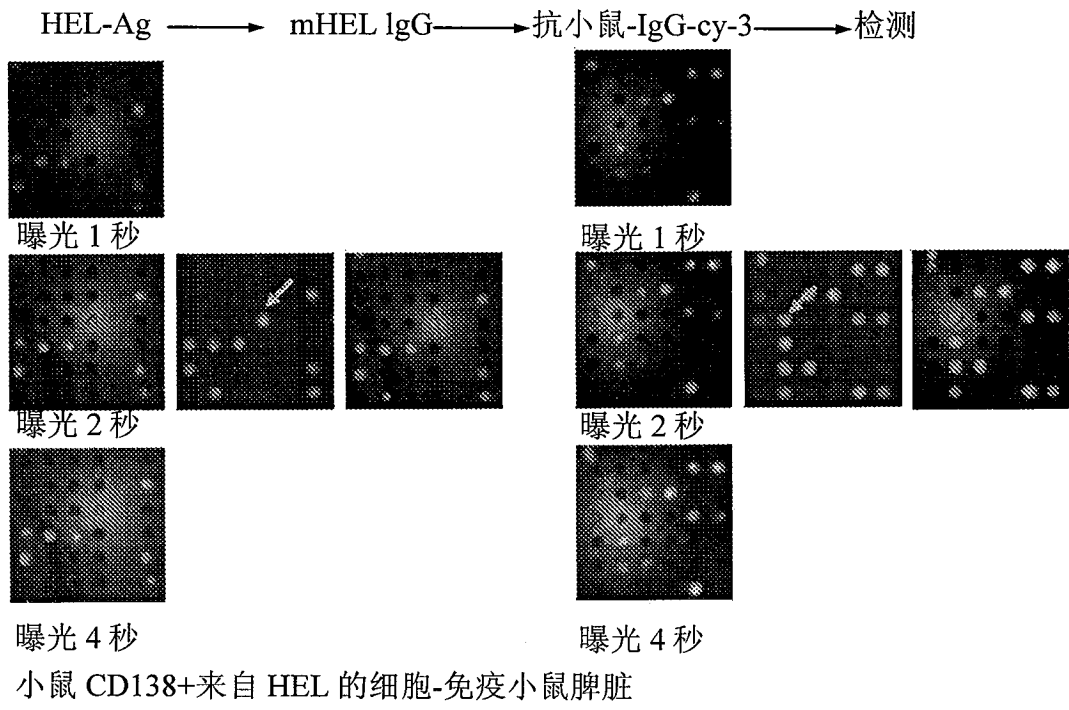 HEL-Ag → mHEL lgG → 抗小鼠-IgG-cy-3 → 检测
曝光 1 秒 曝光 1 秒
曝光 2 秒 曝光 2 秒
曝光 4 秒 曝光 4 秒
小鼠 CD138+来自 HEL 的细胞-免疫小鼠脾脏